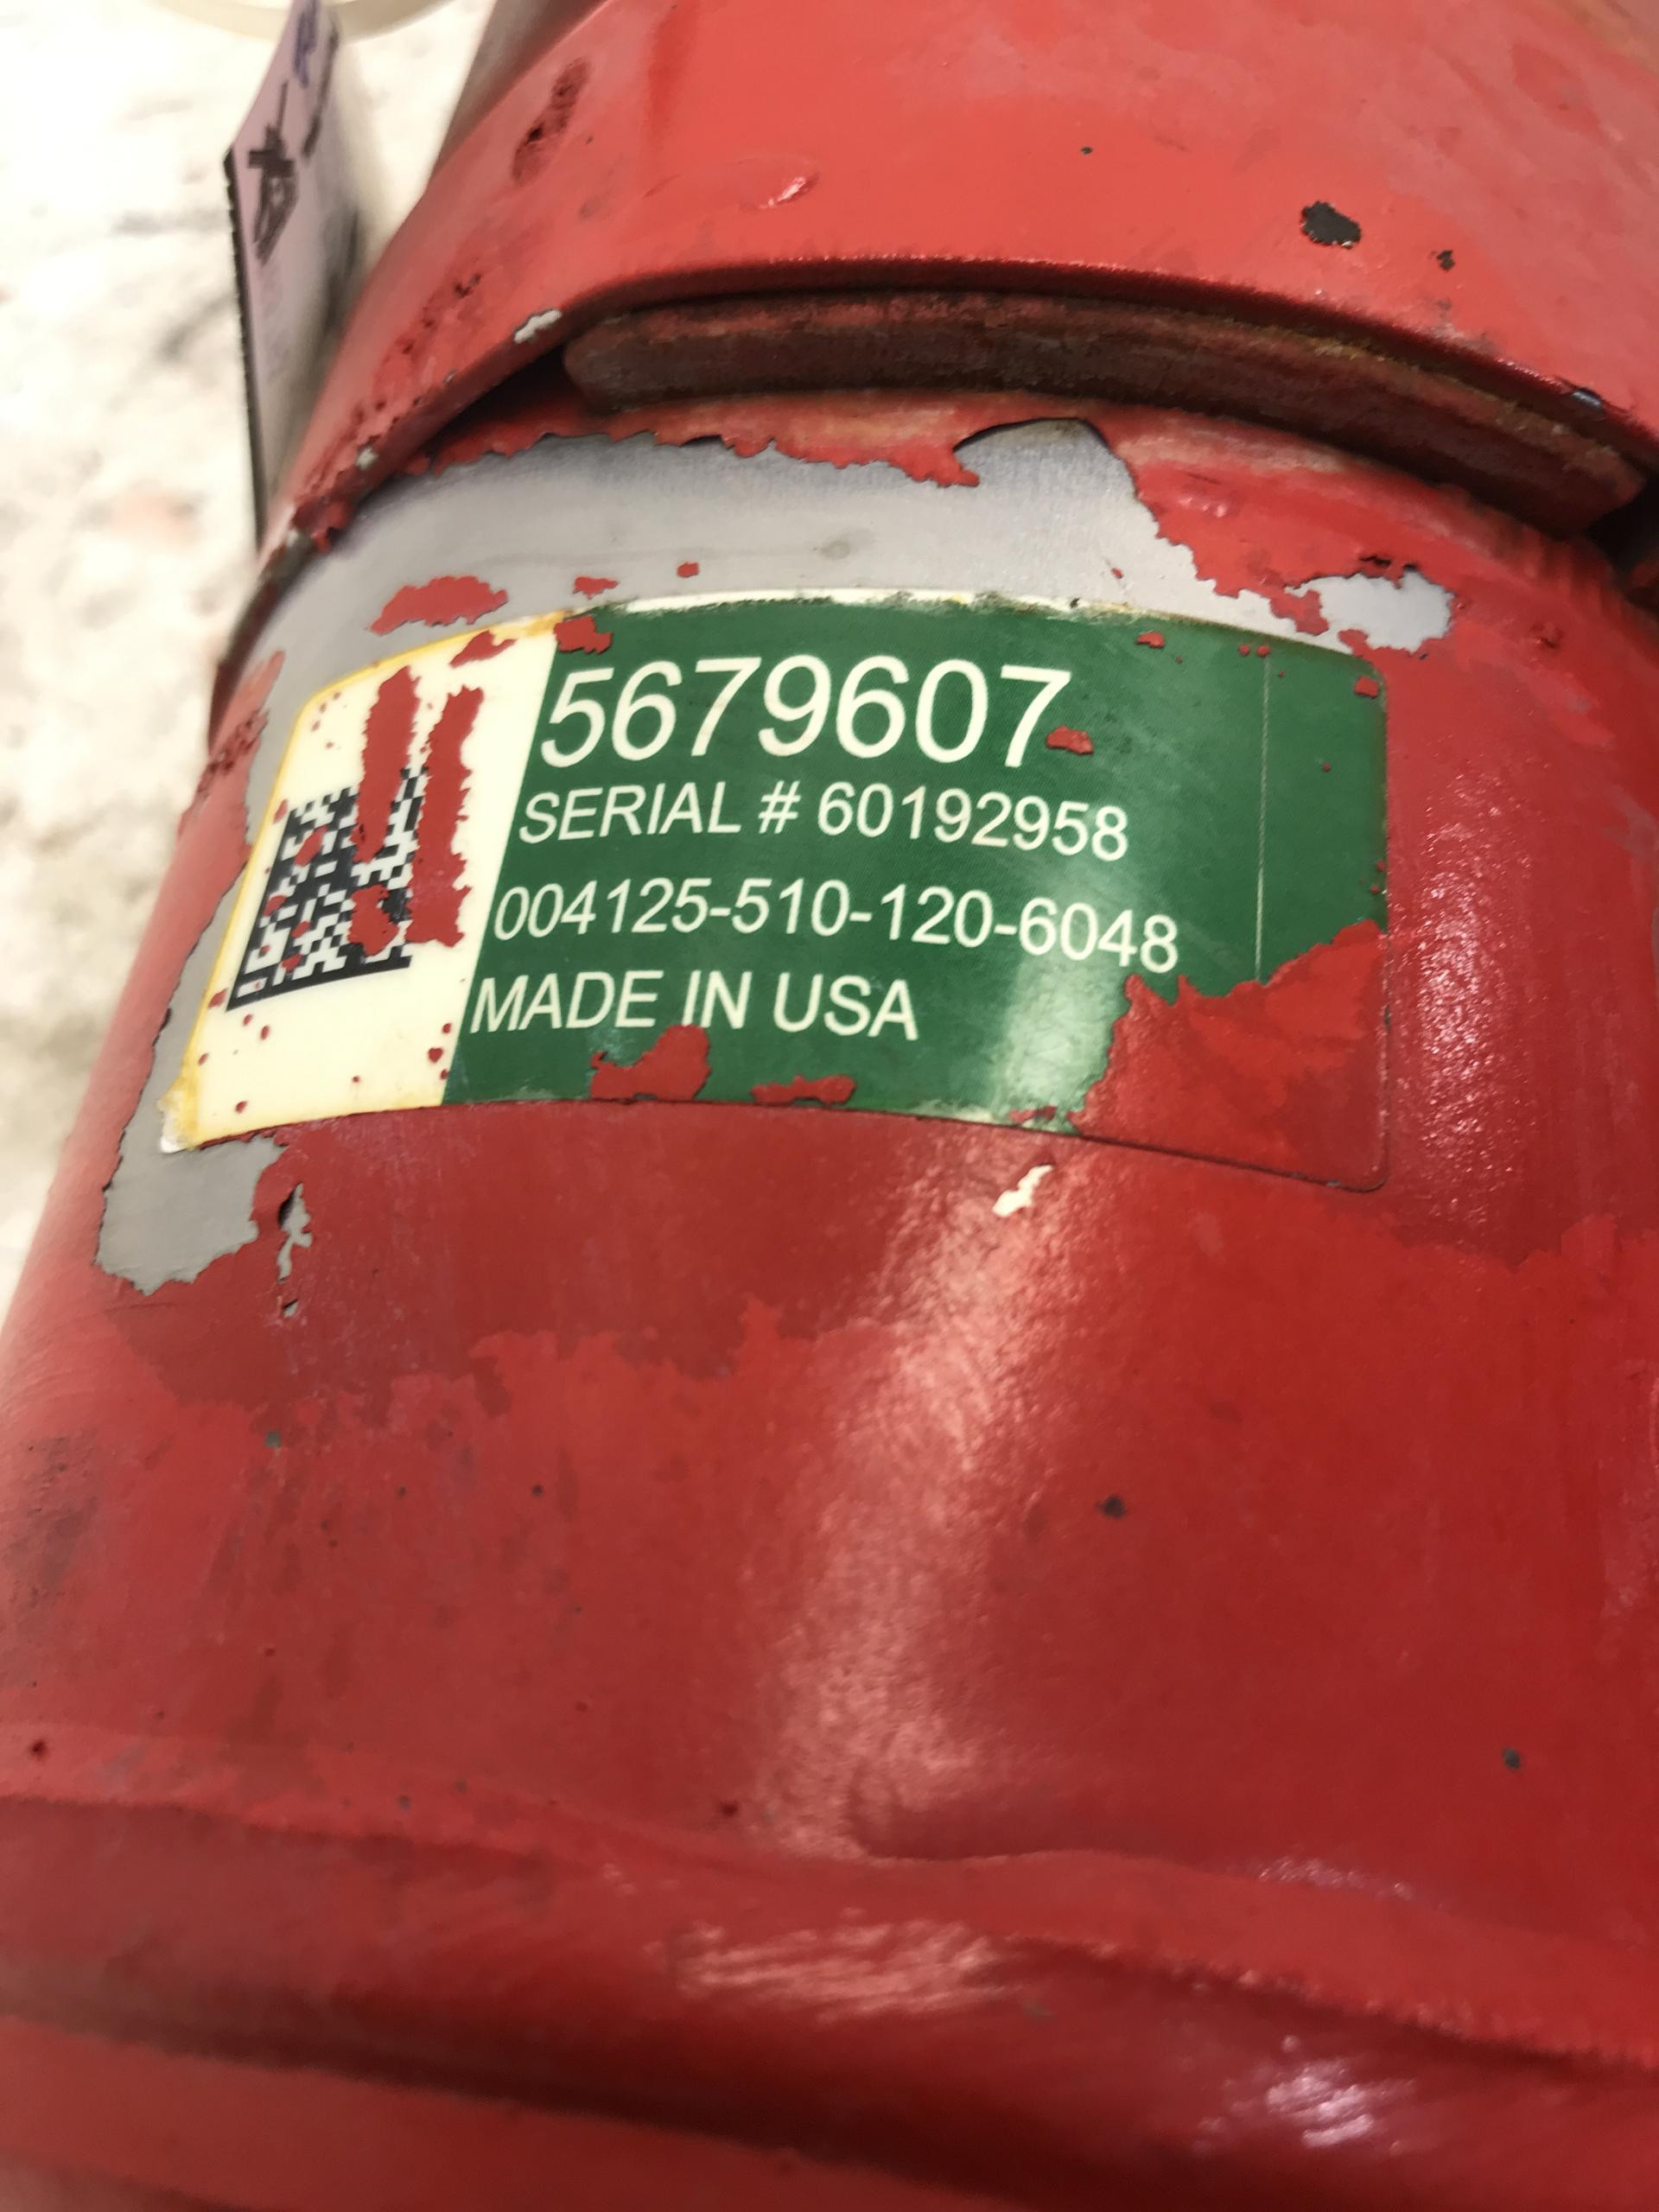 5679607
SERIAL # 60192958
004125-510-120-6048
MADE IN USA